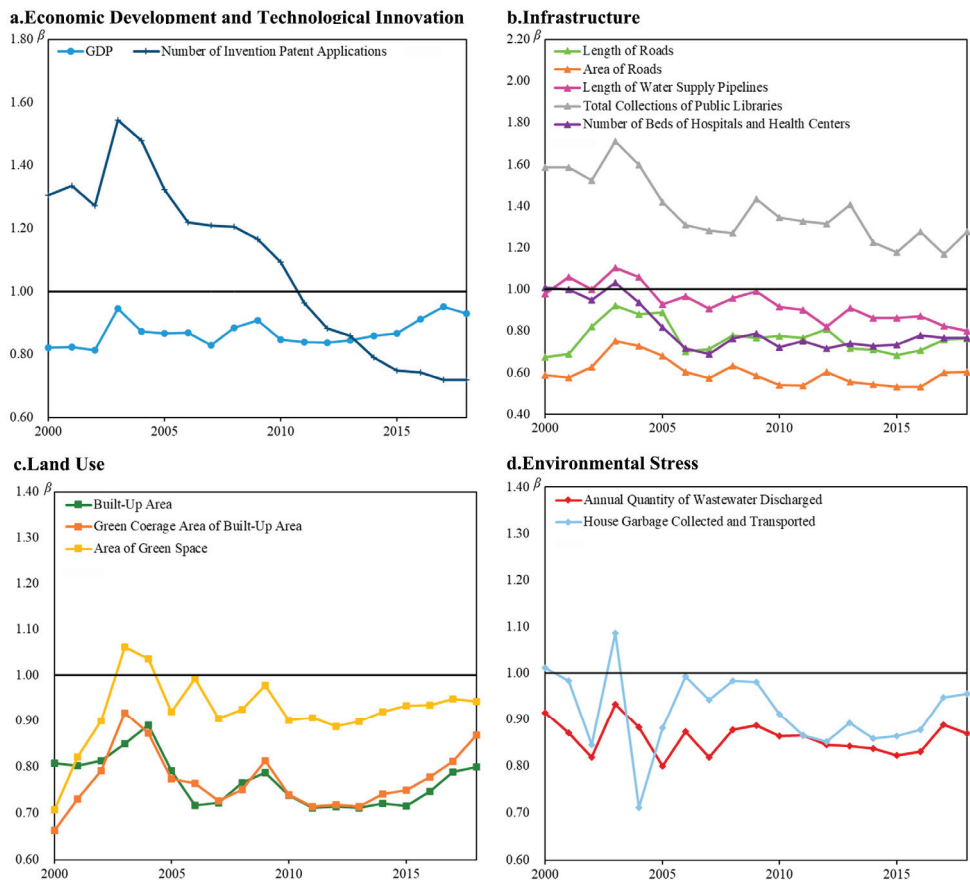 a.Economic Development and Technological Innovation
β
1.80
1.60
1.40
1.20
1.00
0.80
0.60
2000
2005
2010
2015
GDP
Number of Invention Patent Applications
b.Infrastructure
β
2.20
2.00
1.80
1.60
1.40
1.20
1.00
0.80
0.60
0.40
2000
2005
2010
2015
Length of Roads
Area of Roads
Length of Water Supply Pipelines
Total Collections of Public Libraries
Number of Beds of Hospitals and Health Centers
c.Land Use
β
1.40
1.30
1.20
1.10
1.00
0.90
0.80
0.70
0.60
2000
2005
2010
2015
Built-Up Area
Green Coerage Area of Built-Up Area
Area of Green Space
d.Environmental Stress
β
1.40
1.30
1.20
1.10
1.00
0.90
0.80
0.70
0.60
2000
2005
2010
2015
Annual Quantity of Wastewater Discharged
House Garbage Collected and Transported